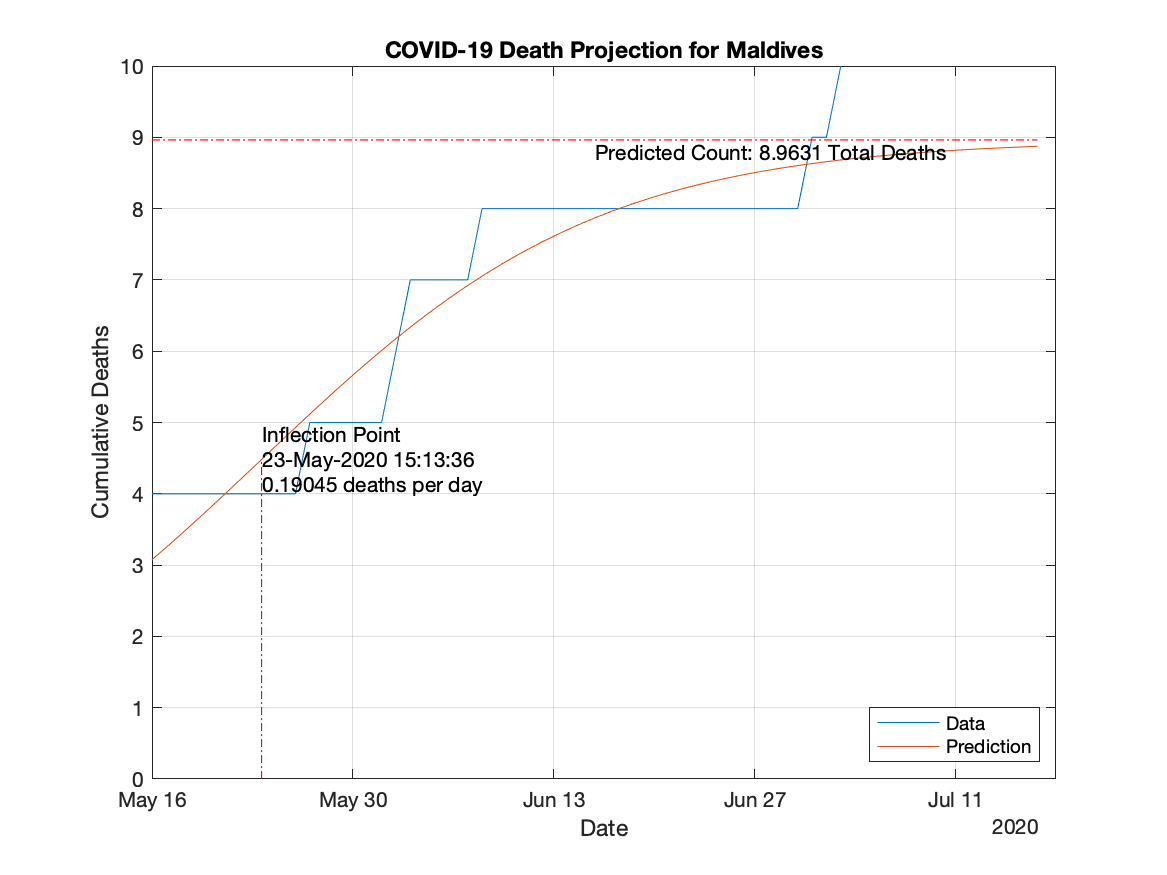 COVID-19 Death Projection for Maldives
10
9
Predicted Count: 8.9631 Total Deaths
8
7
6
5
Inflection Point
23-May-2020 15:13:36
0.19045 deaths per day
4
3
2
1
0
Cumulative Deaths
Data
Prediction
May 16
May 30
Jun 13
Jun 27
Jul 11
Date
2020